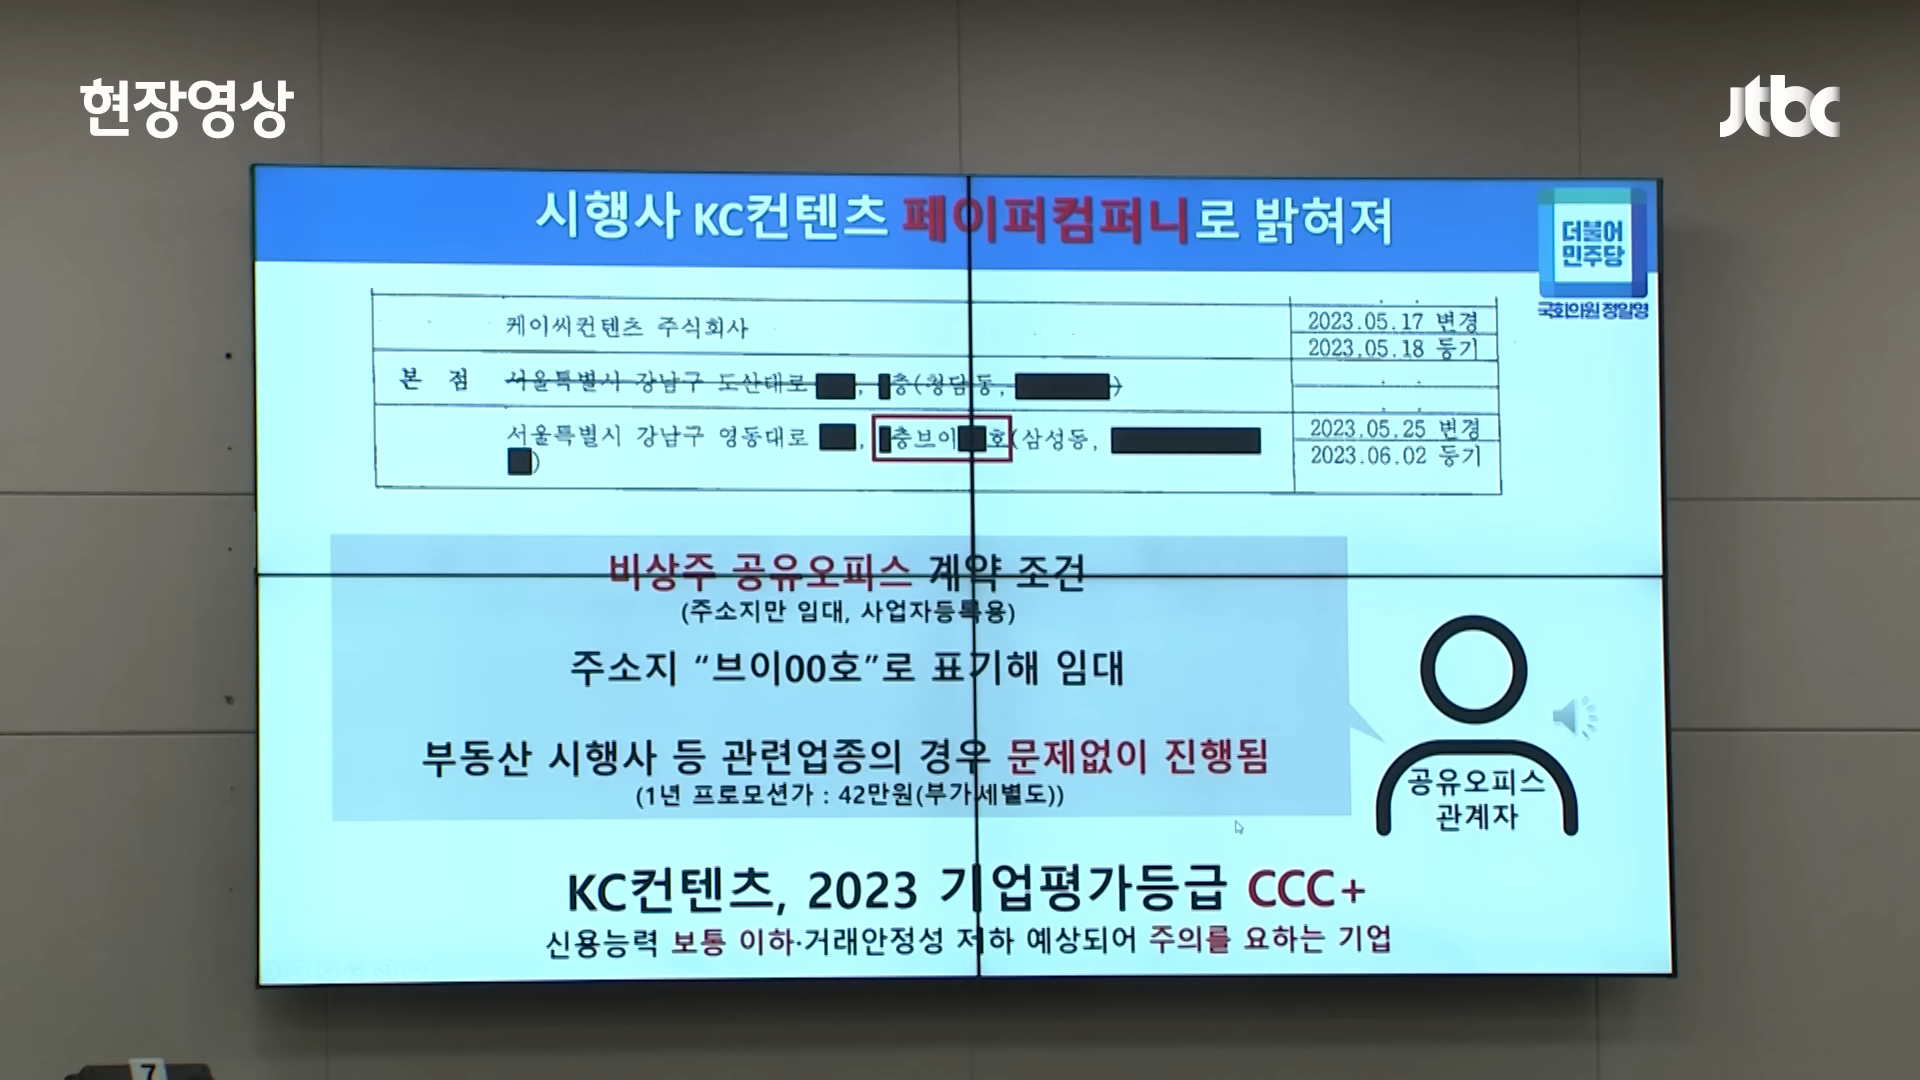 현장영상
jtbc
시행사 KC컨텐츠 페이퍼컴퍼니로 밝혀져
더불어
민주당
국회의원 정일영
케이씨컨텐츠 주식회사
2023.05.17 변경
2023.05.18 등기
본 점
서울특별시 강남구 도산대로 , 층(청담동, )
서울특별시 강남구 영동대로 , 층브이 호(삼성동,
)
2023.05.25 변경
2023.06.02 등기
비상주 공유오피스 계약 조건
(주소지만 임대, 사업자등록용)
주소지 “브이00호”로 표기해 임대
부동산 시행사 등 관련업종의 경우 문제없이 진행됨
(1년 프로모션가 : 42만원(부가세별도))
공유오피스
관계자
KC컨텐츠, 2023 기업평가등급 CCC+
신용능력 보통 이하·거래안정성 저하 예상되어 주의를 요하는 기업
7